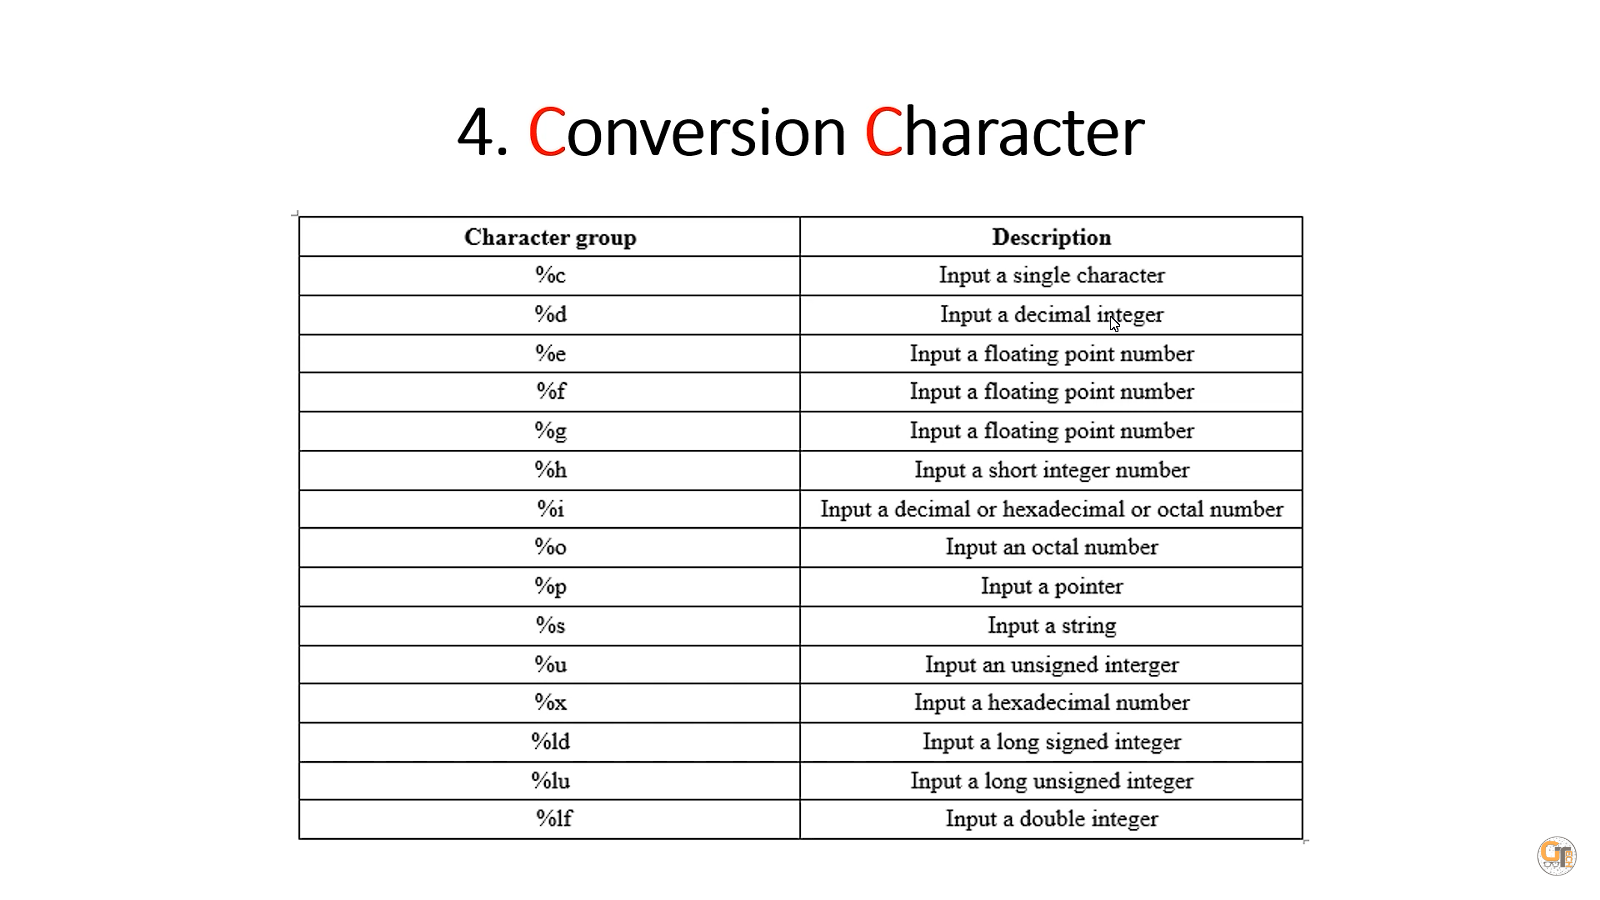 4. Conversion Character
Character group Description
%c Input a single character
%d Input a decimal integer
%e Input a floating point number
%f Input a floating point number
%g Input a floating point number
%h Input a short integer number
%i Input a decimal or hexadecimal or octal number
%o Input an octal number
%p Input a pointer
%s Input a string
%u Input an unsigned interger
%x Input a hexadecimal number
%ld Input a long signed integer
%lu Input a long unsigned integer
%lf Input a double integer